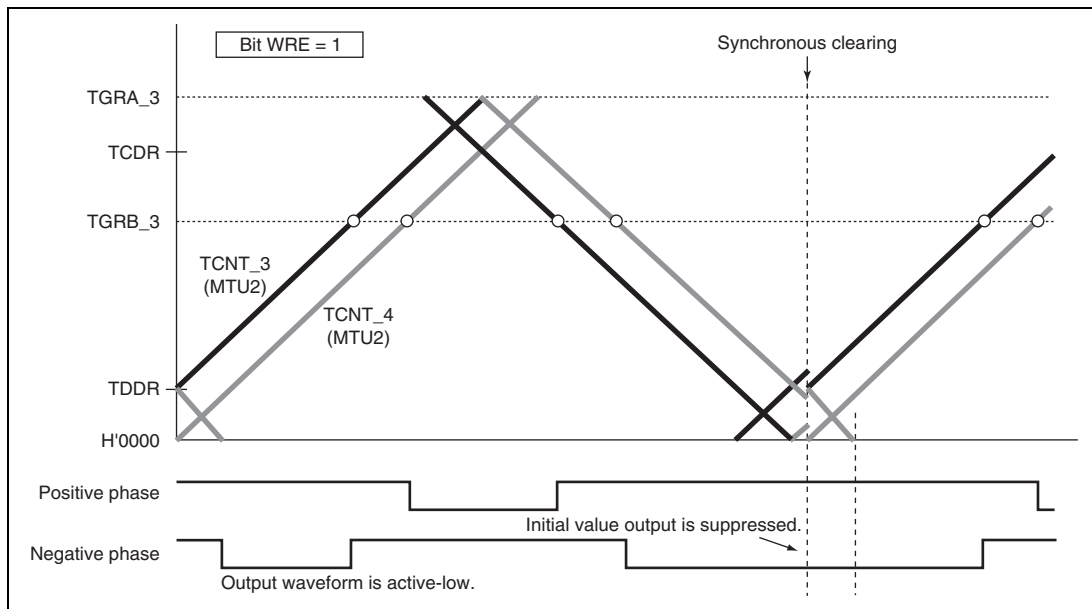 Bit WRE = 1
Synchronous clearing
TGRA_3
TCDR
TGRB_3
TCNT_3
(MTU2)
TCNT_4
(MTU2)
TDDR
H'0000
Positive phase
Initial value output is suppressed.
Negative phase
Output waveform is active-low.